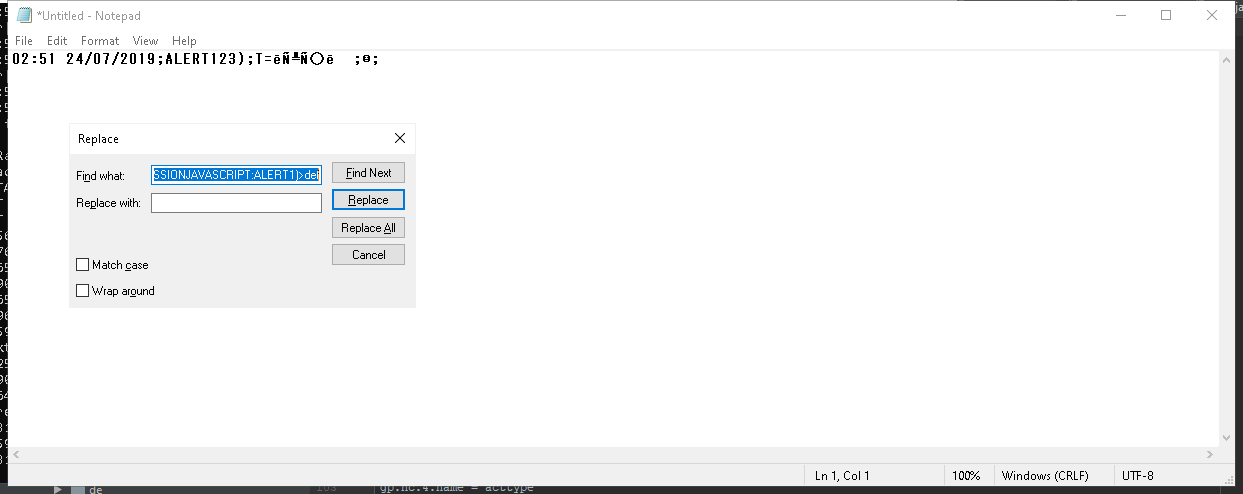 *Untitled - Notepad
File Edit Format View Help
02:51 24/07/2019;ALERT123);T=ëÑ╩Ñ○ë ;¤;
Replace
Find what: SSIONJAVASCRIPT:ALERT1)>de Find Next
Replace with: Replace
Replace All
Cancel
Match case
Wrap around
Ln 1, Col 1 100% Windows (CRLF) UTF-8
de gp.nc.4.name = acttype